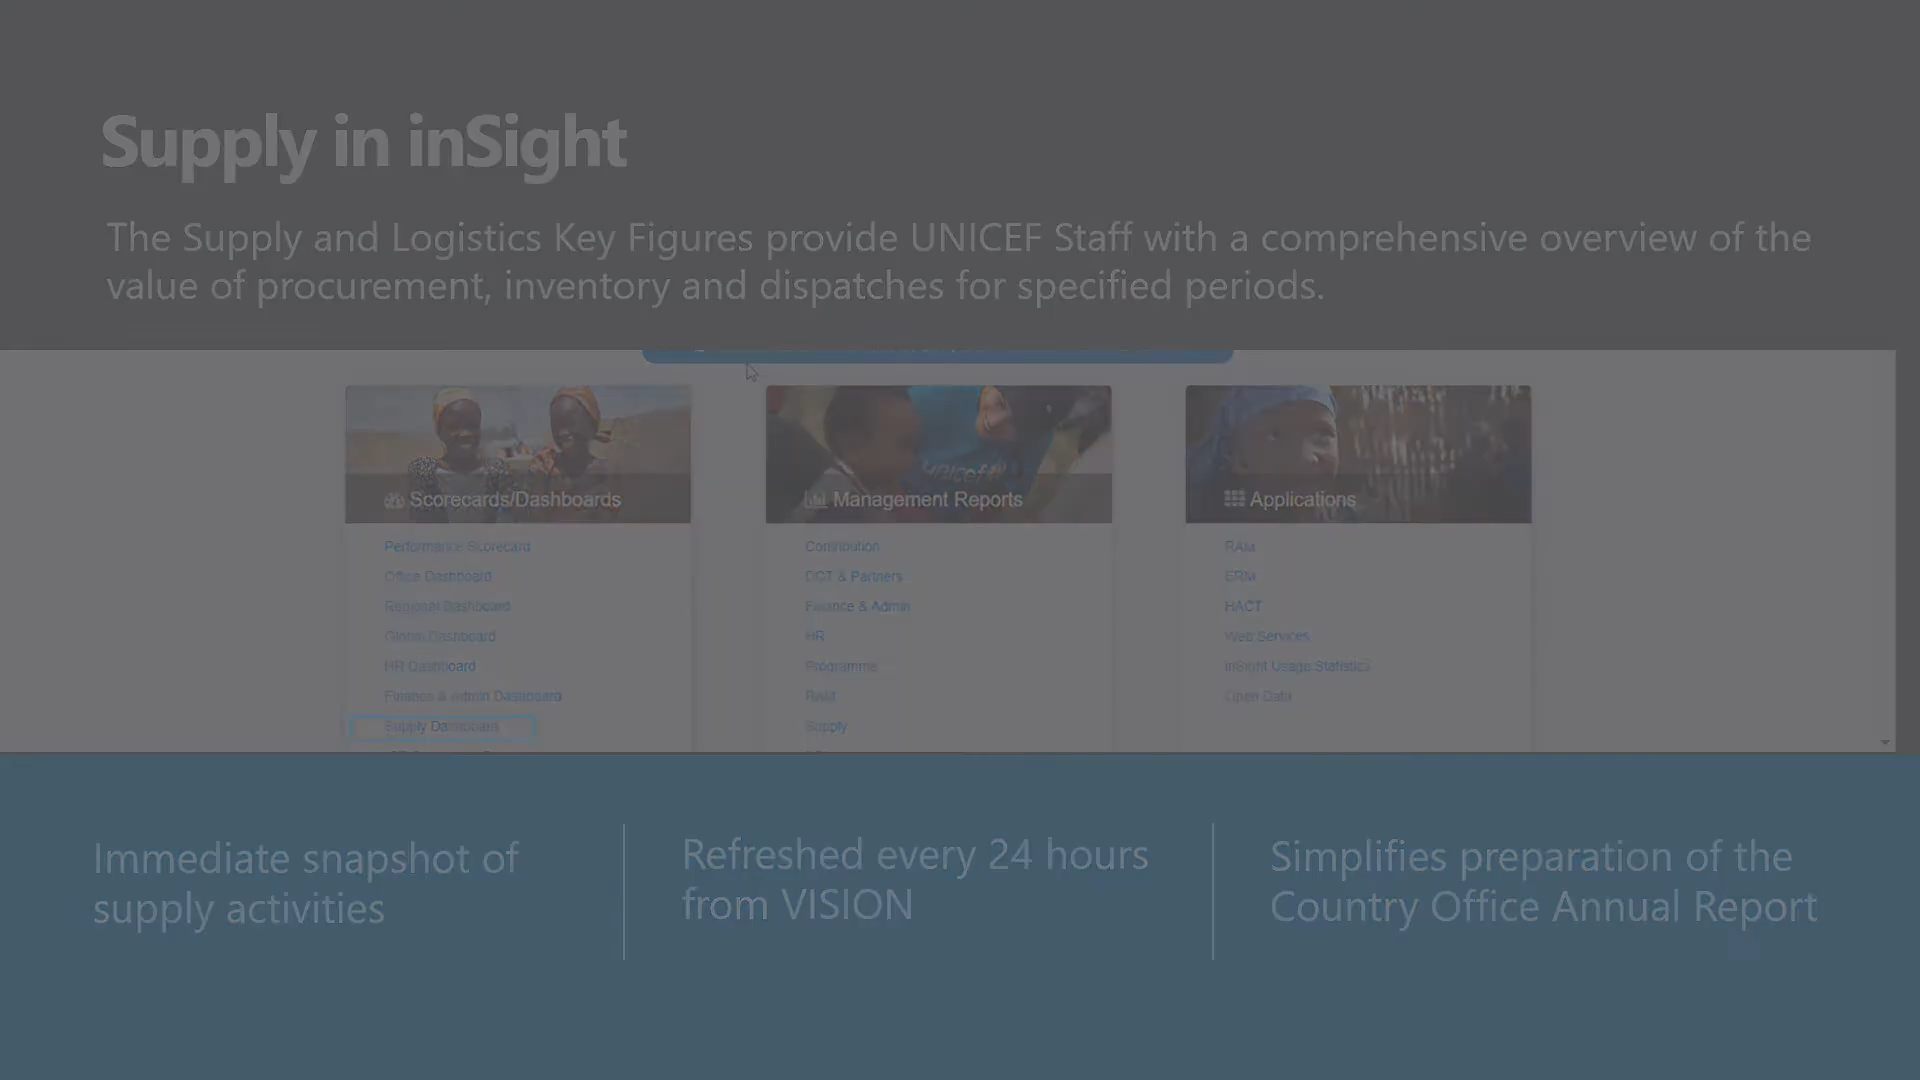 Supply in inSight
The Supply and Logistics Key Figures provide UNICEF Staff with a comprehensive overview of the
value of procurement, inventory and dispatches for specified periods.
unicef
Scorecards/Dashboards
Management Reports
Applications
Performance Scorecard
Office Dashboard
Regional Dashboard
Global Dashboard
HR Dashboard
Finance & Admin Dashboard
Supply Dashboard
Contribution
DCT & Partners
Finance & Admin
HR
Programme
RAM
Supply
RAM
ERM
HACT
Web Services
inSight Usage Statistics
Open Data
Immediate snapshot of
supply activities
Refreshed every 24 hours
from VISION
Simplifies preparation of the
Country Office Annual Report